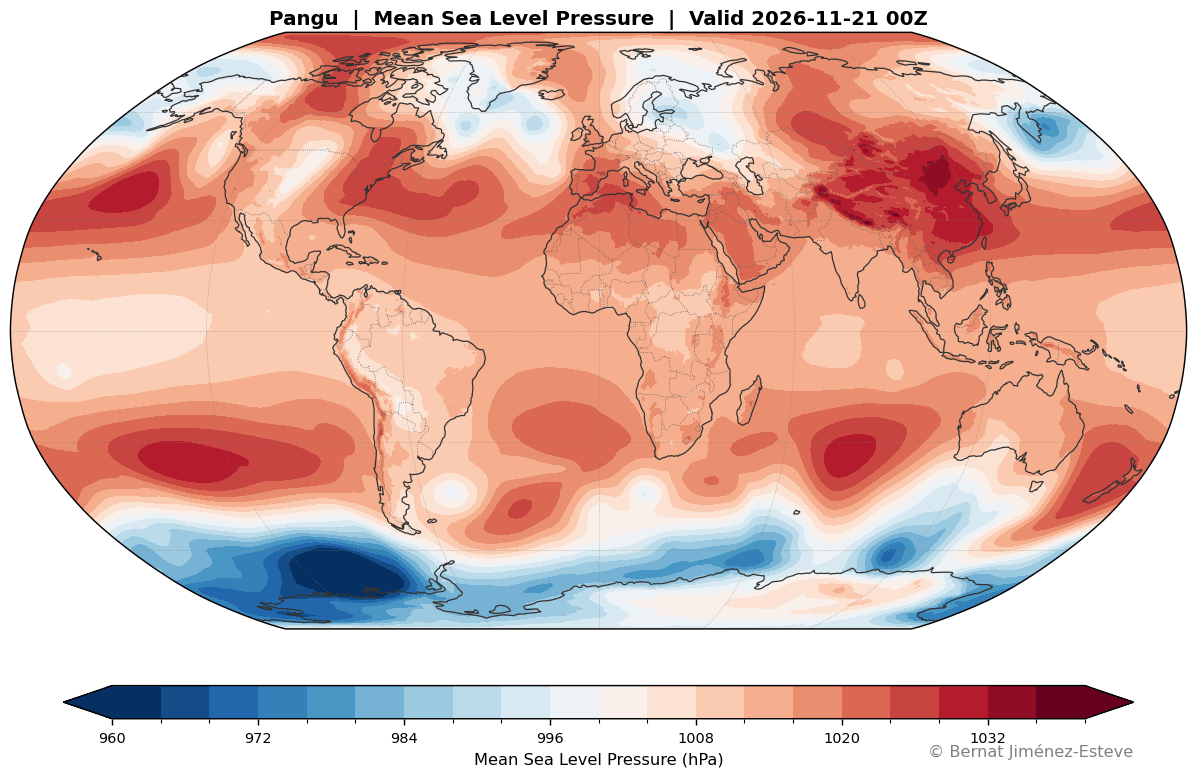 Pangu | Mean Sea Level Pressure | Valid 2026-11-21 00Z
960 972 984 996 1008 1020 1032
Mean Sea Level Pressure (hPa)
© Bernat Jiménez-Esteve